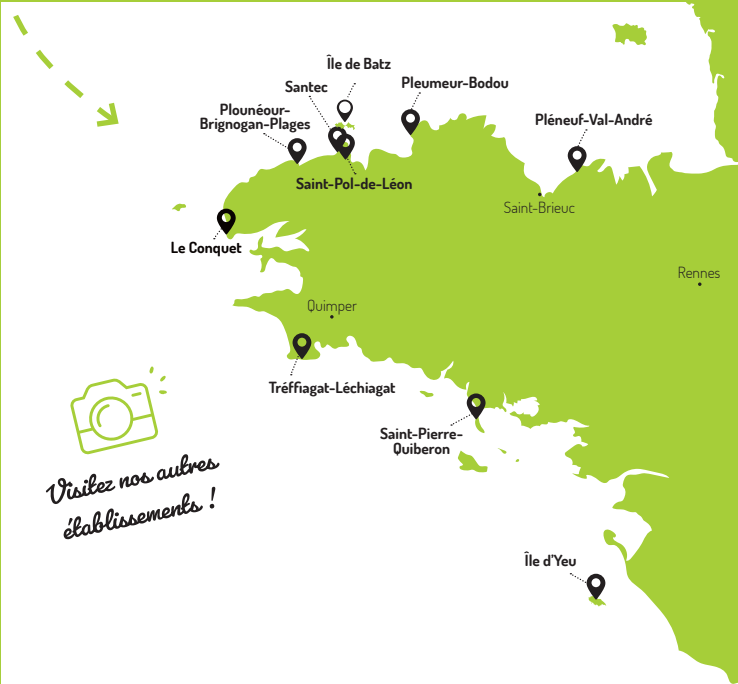 Île de Batz
Santec
Pleumeur-Bodou
Plounéour-
Brignogan-Plages
Pléneuf-Val-André
Saint-Pol-de-Léon
Saint-Brieuc
Le Conquet
Rennes
Quimper
Tréffiagat-Léchiagat
Saint-Pierre-
Quiberon
Visitez nos autres
établissements !
Île d'Yeu